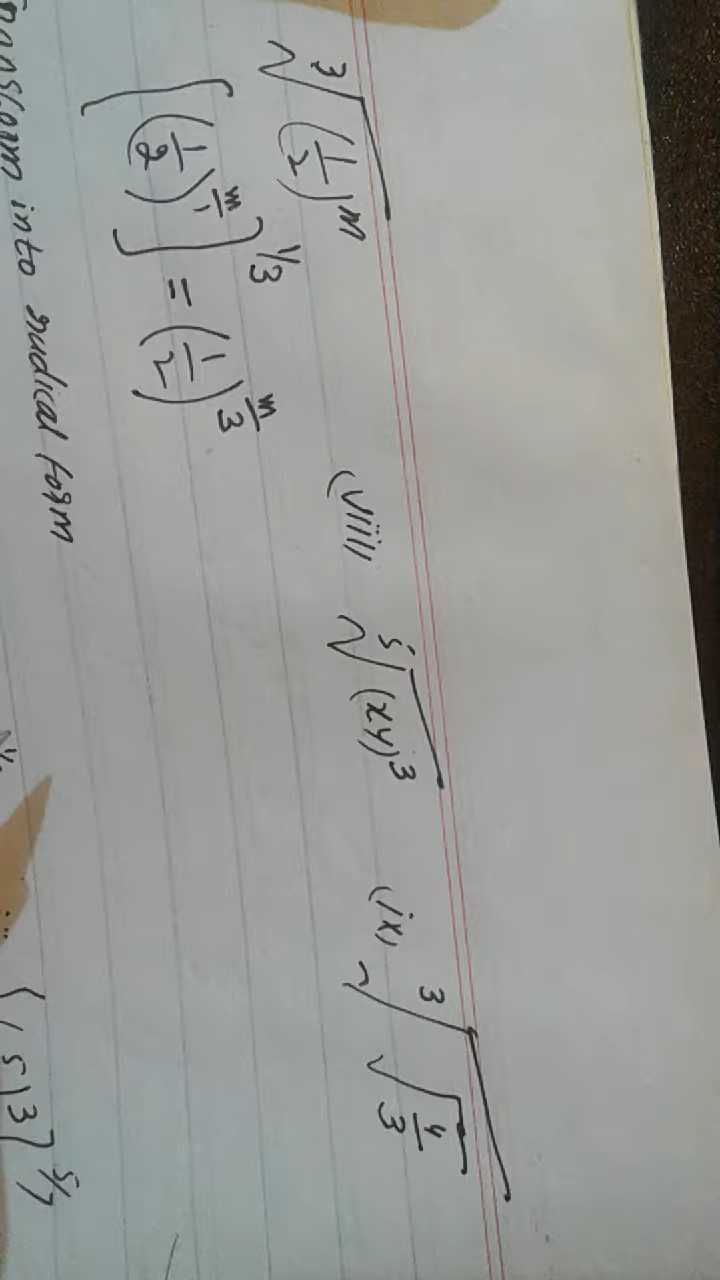 ∛(1/2)^m (viii) ⁵√(xy)^3 (ix) ∛√(4/3)
[(1/2)^(m/1)]^(1/3) = (1/2)^(m/3)
Transform into radical form